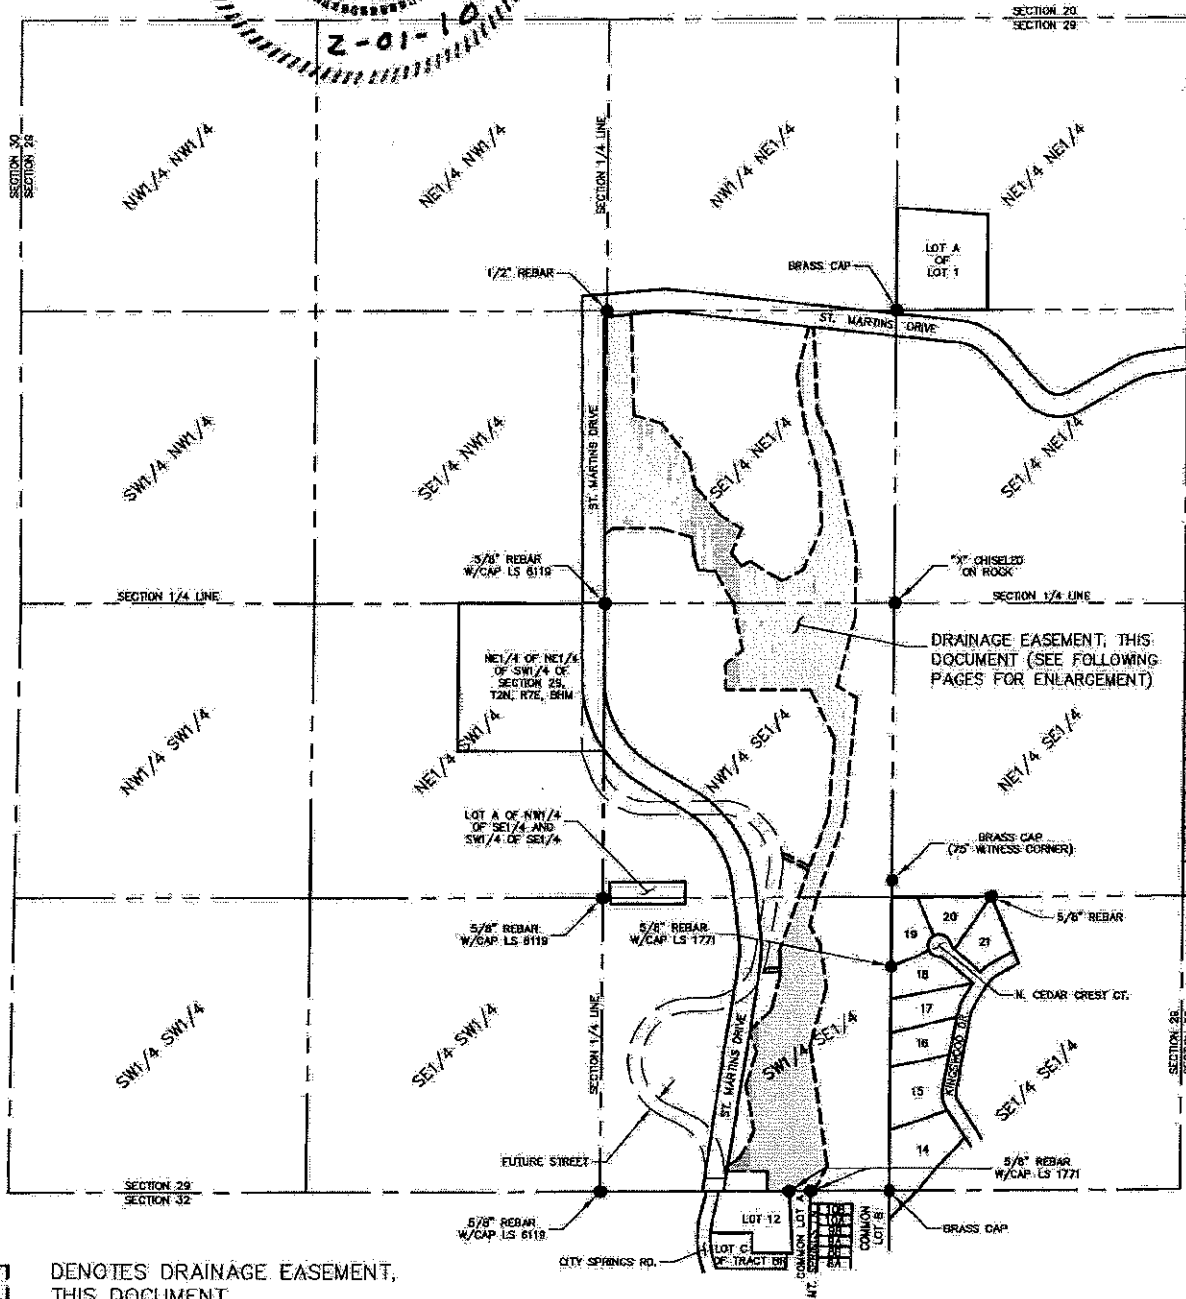 2-01-10
SECTION 20
SECTION 29
SECTION 30
SECTION 29
NW1/4 NW1/4
NE1/4 NW1/4
SECTION 1/4 LINE
NW1/4 NE1/4
NE1/4 NE1/4
LOT A
OF
LOT 1
1/2" REBAR
BRASS CAP
ST. MARTINS DRIVE
ST. MARTINS DRIVE
SW1/4 NW1/4
SE1/4 NW1/4
SE1/4 NE1/4
SE1/4 NE1/4
5/8" REBAR
W/CAP LS 6119
"X" CHISELED
ON ROCK
SECTION 1/4 LINE
SECTION 1/4 LINE
DRAINAGE EASEMENT, THIS
DOCUMENT (SEE FOLLOWING
PAGES FOR ENLARGEMENT)
NE1/4 OF NE1/4
OF SW1/4 OF
SECTION 29,
T2N, R7E, BHM
NW1/4 SW1/4
NE1/4 SW1/4
NW1/4 SE1/4
NE1/4 SE1/4
LOT A OF NW1/4
OF SE1/4 AND
SW1/4 OF SE1/4
BRASS CAP
(75' WITNESS CORNER)
5/8" REBAR
W/CAP LS 6119
5/8" REBAR
W/CAP LS 1771
5/8" REBAR
19
20
21
18
17
16
15
14
N. CEDAR CREST CT.
KINGSWOOD DR.
SW1/4 SW1/4
SE1/4 SW1/4
SECTION 1/4 LINE
ST. MARTINS DRIVE
SW1/4 SE1/4
SE1/4 SE1/4
SECTION 29
FUTURE STREET
5/8" REBAR
W/CAP LS 1771
SECTION 29
SECTION 32
5/8" REBAR
W/CAP LS 6119
CITY SPRINGS RD.
LOT 12
LOT C
OF TRACT BR
COMMON LOT A
10B
10A
9B
9A
8B
8A
COMMON
LOT B
BRASS CAP
DENOTES DRAINAGE EASEMENT,
THIS DOCUMENT